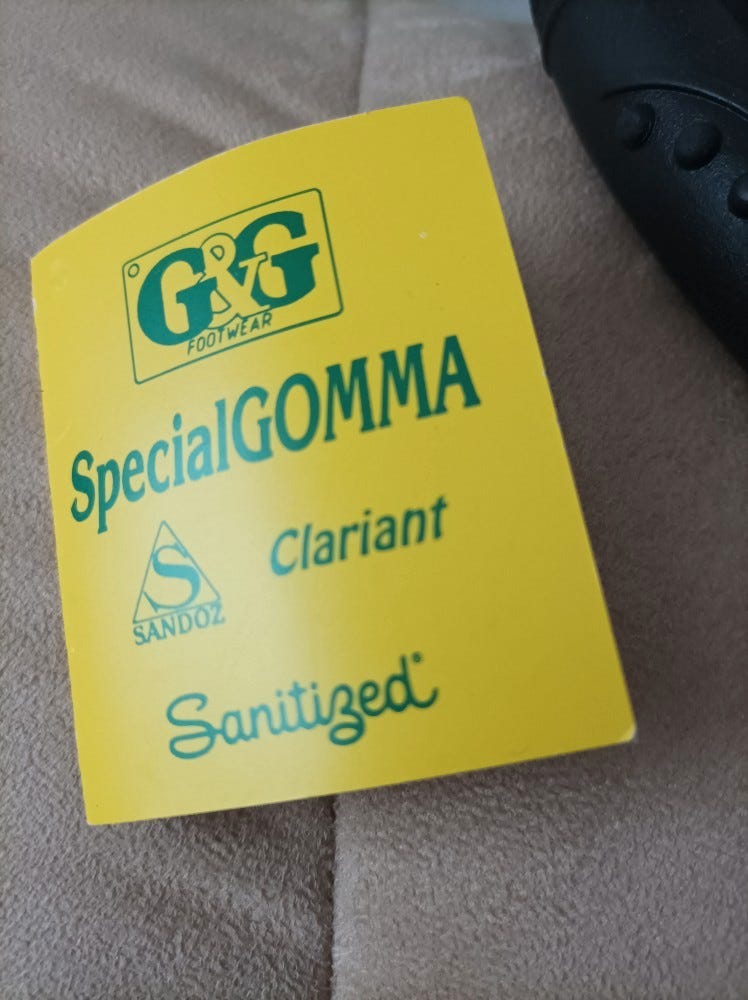 G&G
FOOTWEAR
SpecialGOMMA
S
SANDOZ
Clariant
Sanitized®